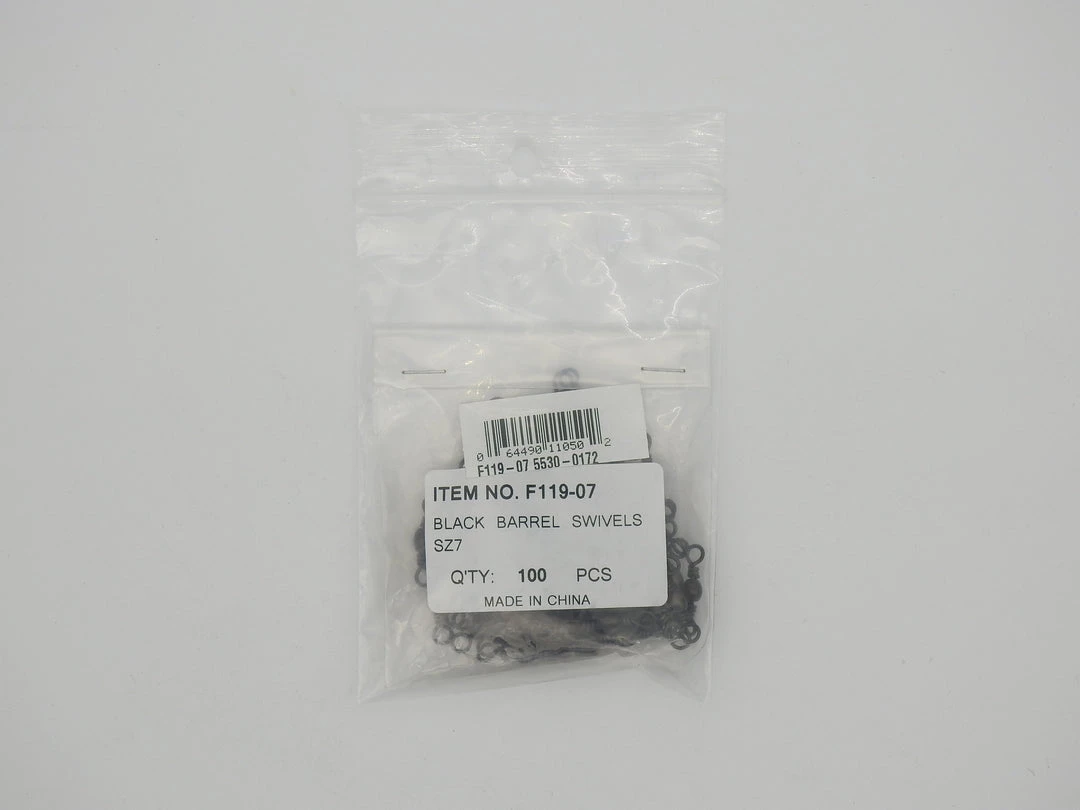 0 64490 11050 2
F119-07 5530-0172
ITEM NO. F119-07
BLACK BARREL SWIVELS
SZ7
Q'TY: 100 PCS
MADE IN CHINA